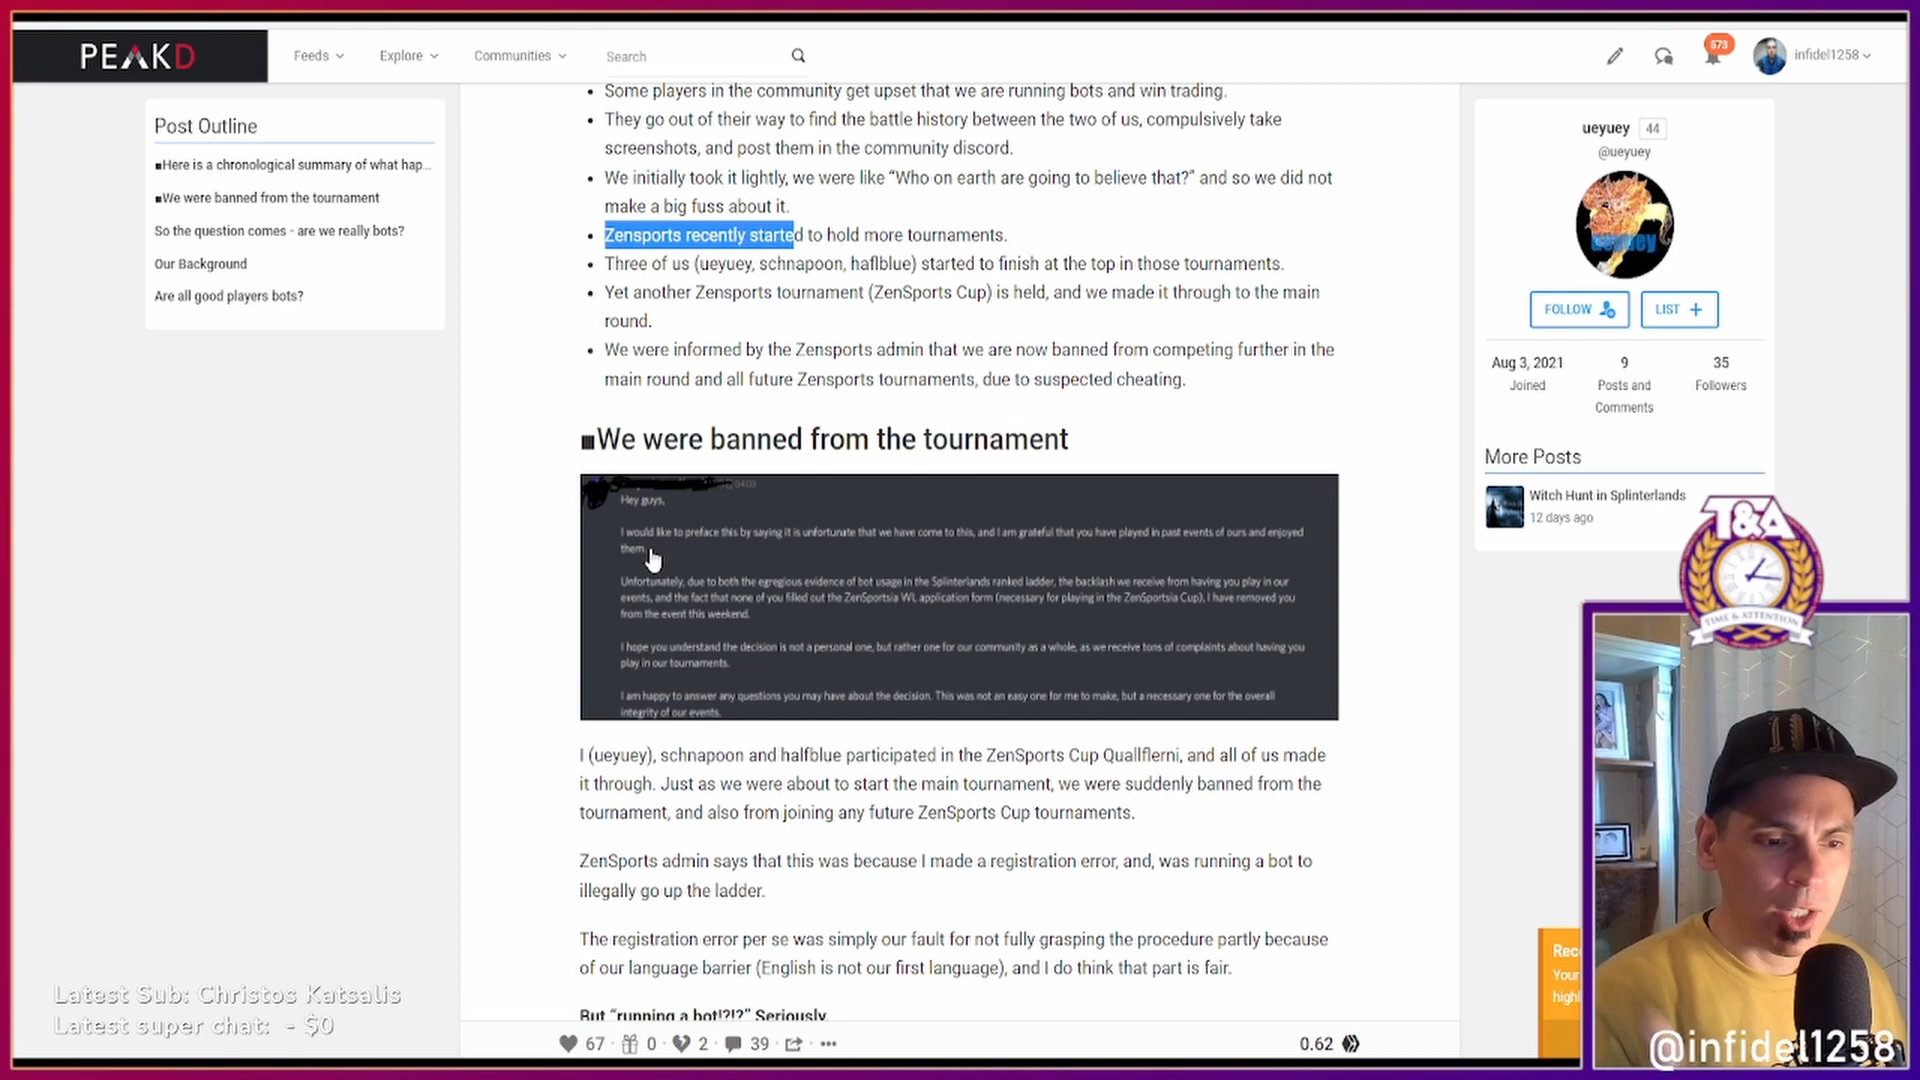 PEAKD
Feeds
Explore
Communities
Search
573
infidel1258
Post Outline
■Here is a chronological summary of what hap...
■We were banned from the tournament
So the question comes - are we really bots?
Our Background
Are all good players bots?
• Some players in the community get upset that we are running bots and win trading.
• They go out of their way to find the battle history between the two of us, compulsively take
screenshots, and post them in the community discord.
• We initially took it lightly, we were like “Who on earth are going to believe that?” and so we did not
make a big fuss about it.
• Zensports recently started to hold more tournaments.
• Three of us (ueyuey, schnapoon, haflblue) started to finish at the top in those tournaments.
• Yet another Zensports tournament (ZenSports Cup) is held, and we made it through to the main
round.
• We were informed by the Zensports admin that we are now banned from competing further in the
main round and all future Zensports tournaments, due to suspected cheating.
■We were banned from the tournament
04:03
Hey guys,
I would like to preface this by saying it is unfortunate that we have come to this, and I am grateful that you have played in past events of ours and enjoyed
them.
Unfortunately, due to both the egregious evidence of bot usage in the Splinterlands ranked ladder, the backlash we receive from having you play in our
events, and the fact that none of you filled out the ZenSportsia WL application form (necessary for playing in the ZenSportsia Cup), I have removed you
from the event this weekend.
I hope you understand the decision is not a personal one, but rather one for our community as a whole, as we receive tons of complaints about having you
play in our tournaments.
I am happy to answer any questions you may have about the decision. This was not an easy one for me to make, but a necessary one for the overall
integrity of our events.
I (ueyuey), schnapoon and halfblue participated in the ZenSports Cup Quallflerni, and all of us made
it through. Just as we were about to start the main tournament, we were suddenly banned from the
tournament, and also from joining any future ZenSports Cup tournaments.
ZenSports admin says that this was because I made a registration error, and, was running a bot to
illegally go up the ladder.
The registration error per se was simply our fault for not fully grasping the procedure partly because
of our language barrier (English is not our first language), and I do think that part is fair.
But “running a bot!?!?” Seriously.
67 · 0 · 2 · 39 ·
0.62
ueyuey 44
@ueyuey
ueyuey
FOLLOW
LIST
Aug 3, 2021
Joined
9
Posts and
Comments
35
Followers
More Posts
Witch Hunt in Splinterlands
12 days ago
T&A
TIME & ATTENTION
Rec
Your
highl
Latest Sub: Christos Katsalis
Latest super chat: - $0
@infidel1258